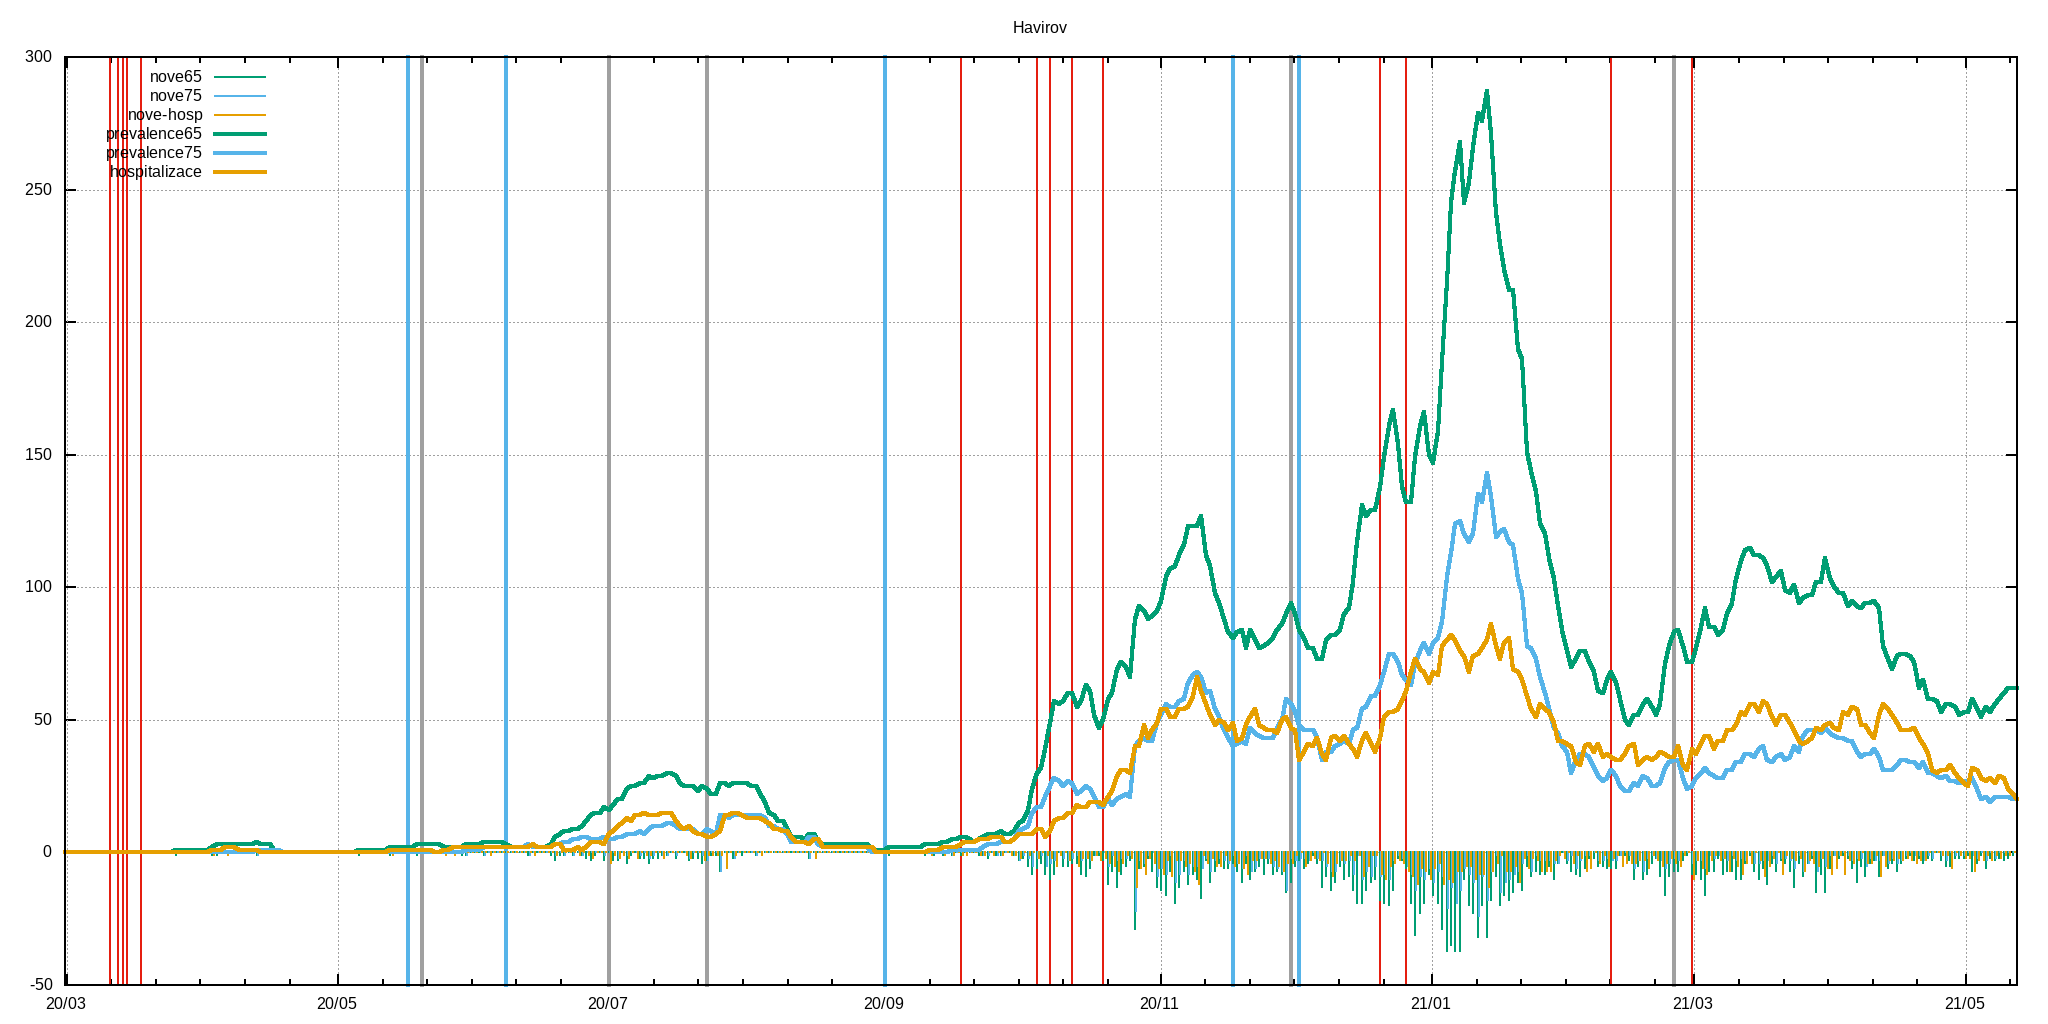 Havirov
300
250
200
150
100
50
0
-50
nove65
nove75
nove-hosp
prevalence65
prevalence75
hospitalizace
20/03 20/05 20/07 20/09 20/11 21/01 21/03 21/05